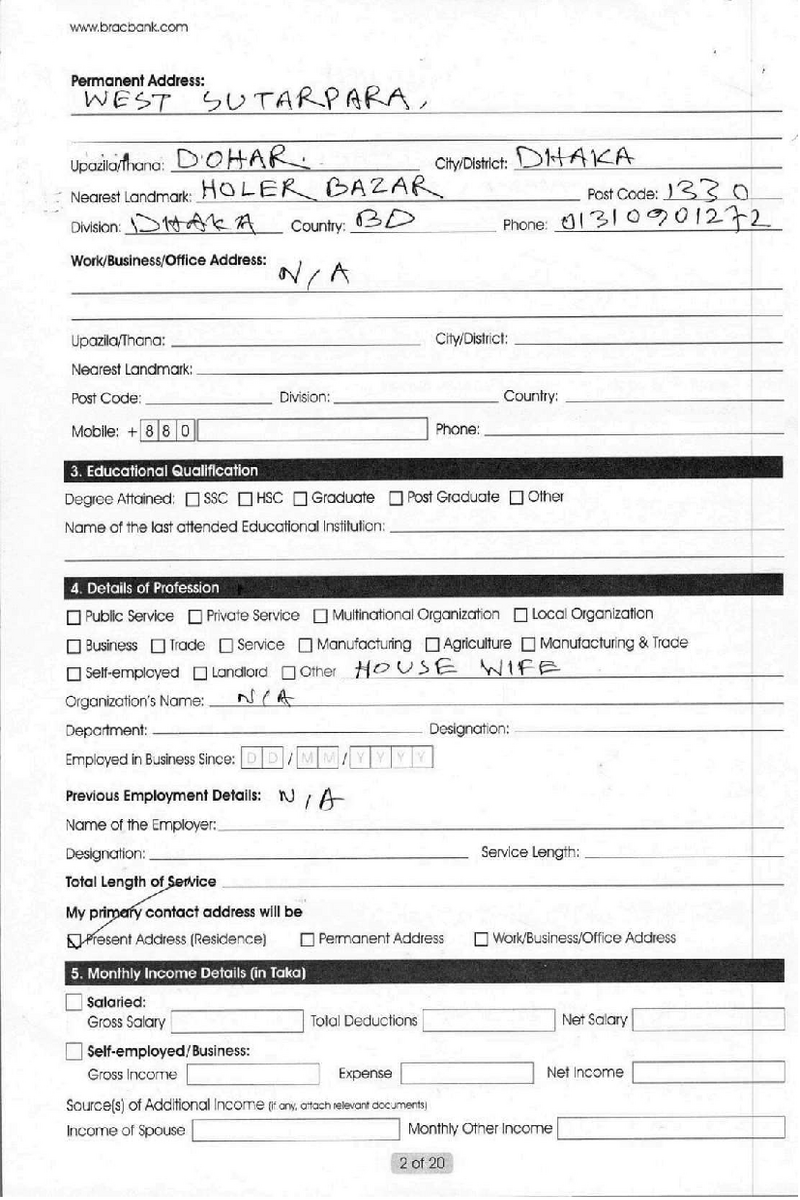 www.bracbank.com
Permanent Address:
WEST SUTARPARA,
Upazila/Thana: DOHAR. City/District: DHAKA
Nearest Landmark: HOLER BAZAR Post Code: 1330
Division: DHAKA Country: BD Phone: 01310901272
Work/Business/Office Address:
N/A
Upazila/Thana: City/District:
Nearest Landmark:
Post Code: Division: Country:
Mobile: + 8 8 0 Phone:
3. Educational Qualification
Degree Attained: ☐ SSC ☐ HSC ☐ Graduate ☐ Post Graduate ☐ Other
Name of the last attended Educational Institution:
4. Details of Profession
☐ Public Service ☐ Private Service ☐ Multinational Organization ☐ Local Organization
☐ Business ☐ Trade ☐ Service ☐ Manufacturing ☐ Agriculture ☐ Manufacturing & Trade
☐ Self-employed ☐ Landlord ☐ Other HOUSE WIFE
Organization's Name: N/A
Department: Designation:
Employed in Business Since: D D / M M / Y Y Y Y
Previous Employment Details: N/A
Name of the Employer:
Designation: Service Length:
Total Length of Service
My primary contact address will be
☑ Present Address (Residence) ☐ Permanent Address ☐ Work/Business/Office Address
5. Monthly Income Details (in Taka)
☐ Salaried:
Gross Salary Total Deductions Net Salary
☐ Self-employed/Business:
Gross Income Expense Net Income
Source(s) of Additional Income (if any, attach relevant documents)
Income of Spouse Monthly Other Income
2 of 20